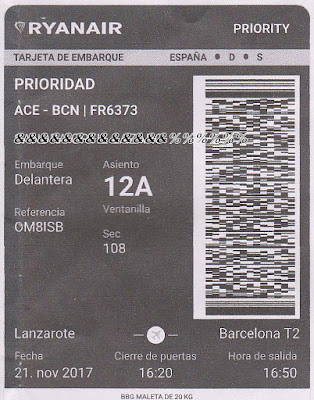 RYANAIR PRIORITY
TARJETA DE EMBARQUE ESPAÑA ● D ● S
PRIORIDAD
ACE - BCN | FR6373
Embarque Asiento
Delantera 12A
Referencia Ventanilla
OM8ISB
Sec
108
Lanzarote Barcelona T2
Fecha Cierre de puertas Hora de salida
21. nov 2017 16:20 16:50
BBG MALETA DE 20 KG